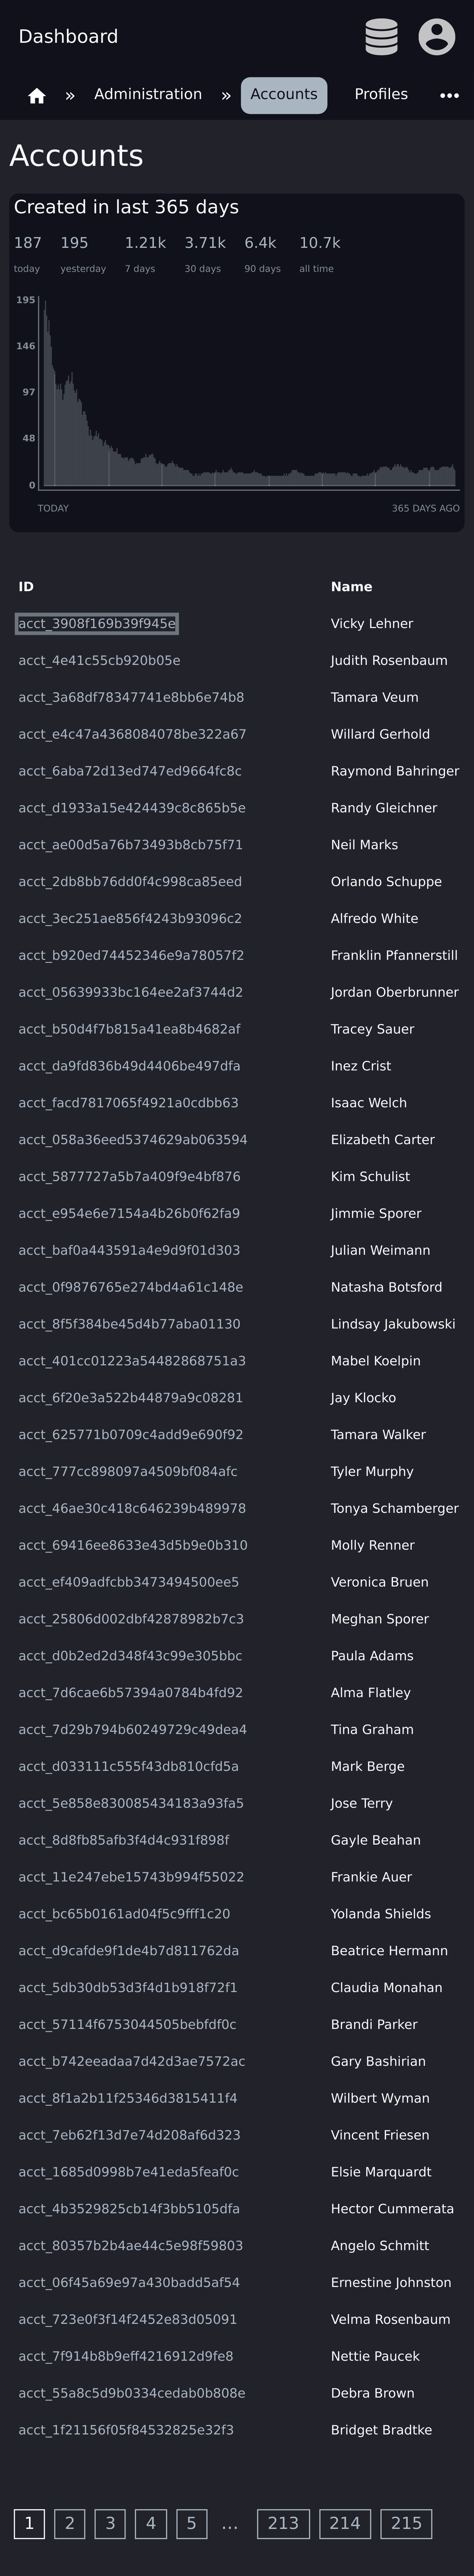 Dashboard
» Administration » Accounts Profiles
Accounts
Created in last 365 days
187 195 1.21k 3.71k 6.4k 10.7k
today yesterday 7 days 30 days 90 days all time
195
146
97
48
0
TODAY 365 DAYS AGO
ID Name
acct_3908f169b39f945e Vicky Lehner
acct_4e41c55cb920b05e Judith Rosenbaum
acct_3a68df78347741e8bb6e74b8 Tamara Veum
acct_e4c47a4368084078be322a67 Willard Gerhold
acct_6aba72d13ed747ed9664fc8c Raymond Bahringer
acct_d1933a15e424439c8c865b5e Randy Gleichner
acct_ae00d5a76b73493b8cb75f71 Neil Marks
acct_2db8bb76dd0f4c998ca85eed Orlando Schuppe
acct_3ec251ae856f4243b93096c2 Alfredo White
acct_b920ed74452346e9a78057f2 Franklin Pfannerstill
acct_05639933bc164ee2af3744d2 Jordan Oberbrunner
acct_b50d4f7b815a41ea8b4682af Tracey Sauer
acct_da9fd836b49d4406be497dfa Inez Crist
acct_facd7817065f4921a0cdbb63 Isaac Welch
acct_058a36eed5374629ab063594 Elizabeth Carter
acct_5877727a5b7a409f9e4bf876 Kim Schulist
acct_e954e6e7154a4b26b0f62fa9 Jimmie Sporer
acct_baf0a443591a4e9d9f01d303 Julian Weimann
acct_0f9876765e274bd4a61c148e Natasha Botsford
acct_8f5f384be45d4b77aba01130 Lindsay Jakubowski
acct_401cc01223a54482868751a3 Mabel Koelpin
acct_6f20e3a522b44879a9c08281 Jay Klocko
acct_625771b0709c4add9e690f92 Tamara Walker
acct_777cc898097a4509bf084afc Tyler Murphy
acct_46ae30c418c646239b489978 Tonya Schamberger
acct_69416ee8633e43d5b9e0b310 Molly Renner
acct_ef409adfcbb3473494500ee5 Veronica Bruen
acct_25806d002dbf42878982b7c3 Meghan Sporer
acct_d0b2ed2d348f43c99e305bbc Paula Adams
acct_7d6cae6b57394a0784b4fd92 Alma Flatley
acct_7d29b794b60249729c49dea4 Tina Graham
acct_d033111c555f43db810cfd5a Mark Berge
acct_5e858e830085434183a93fa5 Jose Terry
acct_8d8fb85afb3f4d4c931f898f Gayle Beahan
acct_11e247ebe15743b994f55022 Frankie Auer
acct_bc65b0161ad04f5c9fff1c20 Yolanda Shields
acct_d9cafde9f1de4b7d811762da Beatrice Hermann
acct_5db30db53d3f4d1b918f72f1 Claudia Monahan
acct_57114f6753044505bebfdf0c Brandi Parker
acct_b742eeadaa7d42d3ae7572ac Gary Bashirian
acct_8f1a2b11f25346d3815411f4 Wilbert Wyman
acct_7eb62f13d7e74d208af6d323 Vincent Friesen
acct_1685d0998b7e41eda5feaf0c Elsie Marquardt
acct_4b3529825cb14f3bb5105dfa Hector Cummerata
acct_80357b2b4ae44c5e98f59803 Angelo Schmitt
acct_06f45a69e97a430badd5af54 Ernestine Johnston
acct_723e0f3f14f2452e83d05091 Velma Rosenbaum
acct_7f914b8b9eff4216912d9fe8 Nettie Paucek
acct_55a8c5d9b0334cedab0b808e Debra Brown
acct_1f21156f05f84532825e32f3 Bridget Bradtke
1 2 3 4 5 … 213 214 215